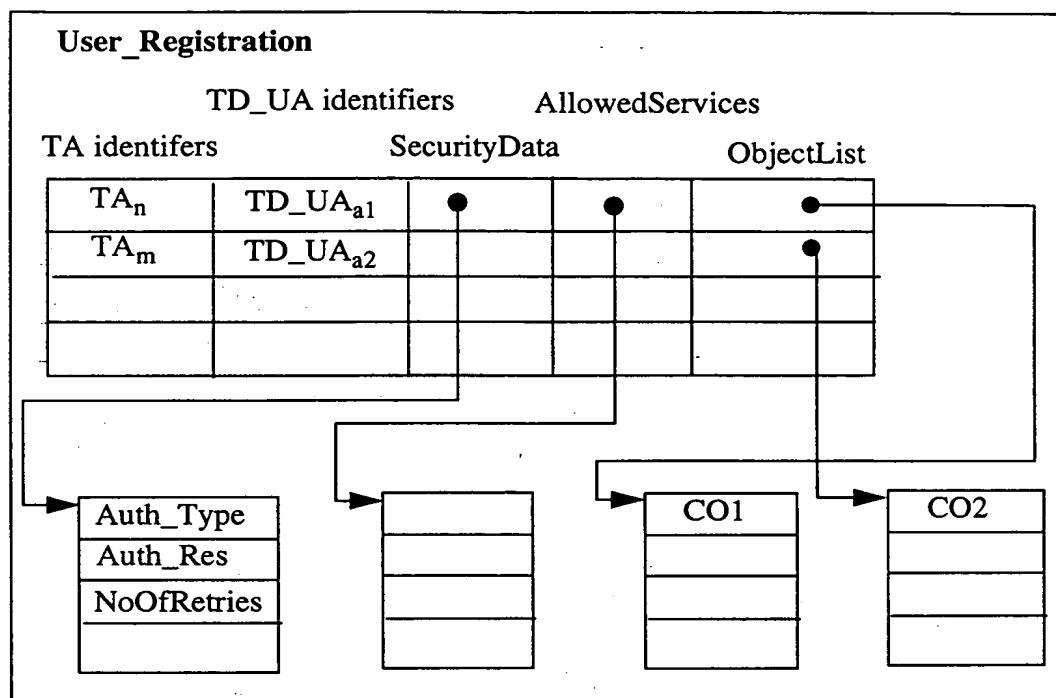 User_Registration
TD_UA identifiers AllowedServices
TA identifers SecurityData ObjectList
TAn TD_UAa1
TAm TD_UAa2
Auth_Type CO1 CO2
Auth_Res
NoOfRetries